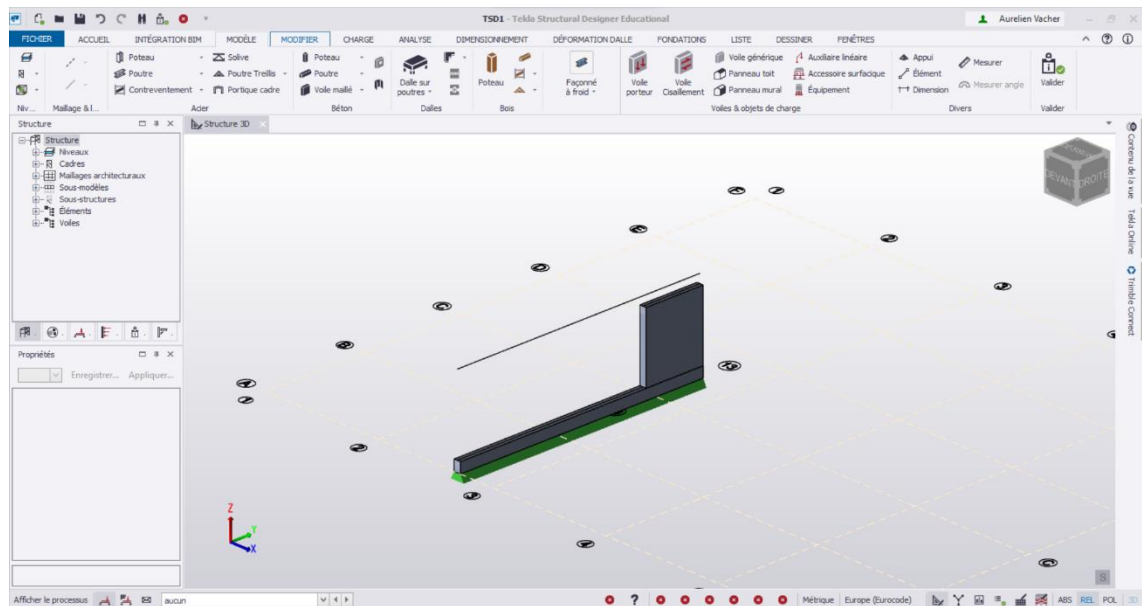 TSD1 - Tekla Structural Designer Educational
Aurelien Vacher
FICHIER ACCUEIL INTÉGRATION BIM MODÈLE MODIFIER CHARGE ANALYSE DIMENSIONNEMENT DÉFORMATION DALLE FONDATIONS LISTE DESSINER FENÊTRES
Poteau Solive Poteau Voile générique Auxiliaire linéaire Appui Mesurer
Poutre Poutre Treillis Poutre Dalle sur poutres Poteau Façonné à froid Voile porteur Voile Cisaillement Panneau toit Accessoire surfacique Élément Valider
Contreventement Portique cadre Voile maillé Panneau mural Équipement Dimension Mesurer angle
Niv... Maillage & l... Acier Béton Dalles Bois Voiles & objets de charge Divers Valider
Structure
Structure 3D
Structure
Niveaux
Cadres
Maillages architecturaux
Sous-modèles
Sous-structures
Éléments
Voiles
DEVANT DROITE
Contenu de la vue
Tekla Online
Trimble Connect
Propriétés
Enregistrer... Appliquer...
Z
Y
X
S
Afficher le processus aucun Métrique Europe (Eurocode) ABS REL POL 3D